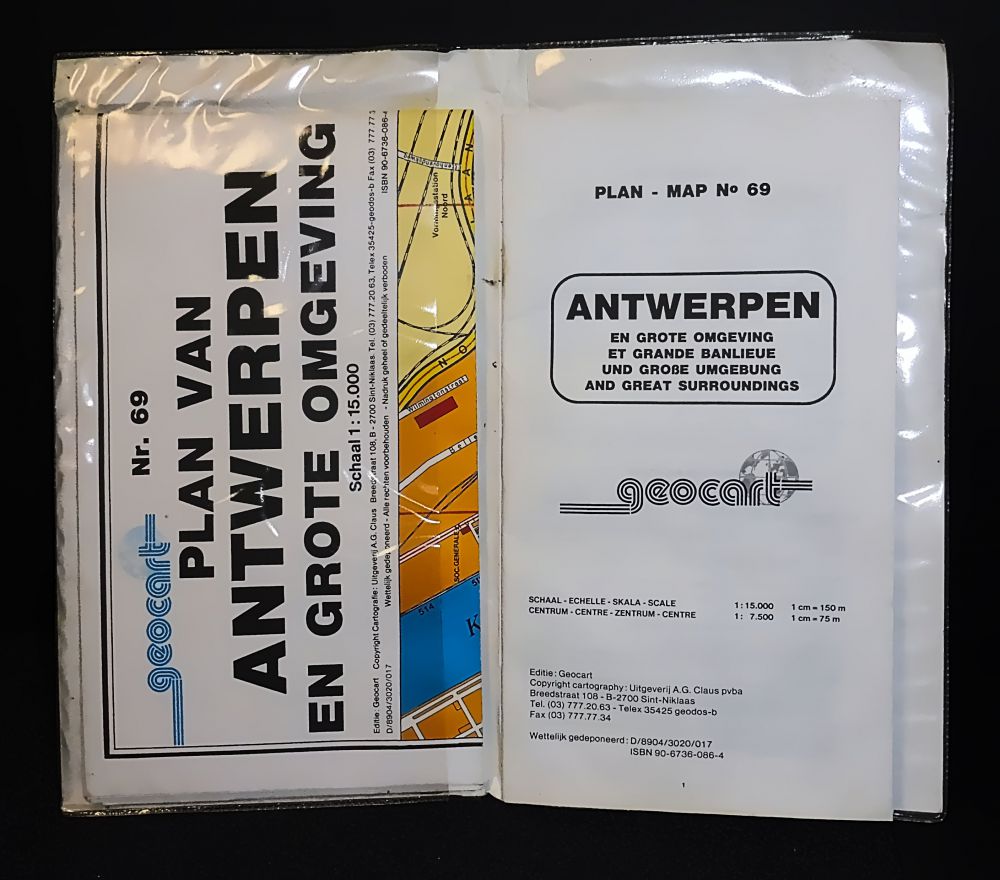 geocart
Nr. 69
PLAN VAN
ANTWERPEN
EN GROTE OMGEVING
Schaal 1 : 15.000
Editie: Geocart Copyright Cartografie: Uitgeverij A.G. Claus Breedstraat 108, B - 2700 Sint-Niklaas. Tel. (03) 777.20.63, Telex 35425-geodos-b Fax (03) 777 77
D/8904/3020/017 Wettelijk gedeponeerd - Alle rechten voorbehouden - Nadruk geheel of gedeeltelijk verboden ISBN 90-6736-086-4
Noord
N O
Wilmingtonstraat
SOC. GENERALE
514
K
PLAN - MAP Nº 69
ANTWERPEN
EN GROTE OMGEVING
ET GRANDE BANLIEUE
UND GROßE UMGEBUNG
AND GREAT SURROUNDINGS
geocart
SCHAAL - ECHELLE - SKALA - SCALE 1 : 15.000 1 cm = 150 m
CENTRUM - CENTRE - ZENTRUM - CENTRE 1 : 7.500 1 cm = 75 m
Editie: Geocart
Copyright cartography: Uitgeverij A.G. Claus pvba
Breedstraat 108 - B-2700 Sint-Niklaas
Tel. (03) 777.20.63 - Telex 35425 geodos-b
Fax (03) 777.77.34
Wettelijk gedeponeerd: D/8904/3020/017
ISBN 90-6736-086-4
1